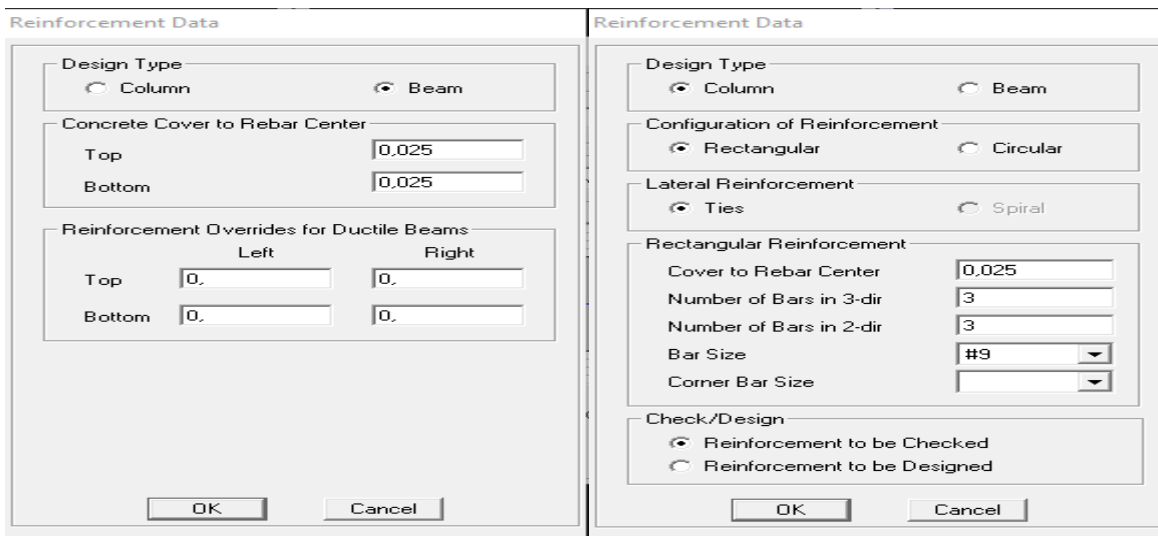 Reinforcement Data
Design Type
Column Beam
Concrete Cover to Rebar Center
Top 0,025
Bottom 0,025
Reinforcement Overrides for Ductile Beams
Left Right
Top 0, 0,
Bottom 0, 0,
OK Cancel
Reinforcement Data
Design Type
Column Beam
Configuration of Reinforcement
Rectangular Circular
Lateral Reinforcement
Ties Spiral
Rectangular Reinforcement
Cover to Rebar Center 0,025
Number of Bars in 3-dir 3
Number of Bars in 2-dir 3
Bar Size #9
Corner Bar Size
Check/Design
Reinforcement to be Checked
Reinforcement to be Designed
OK Cancel